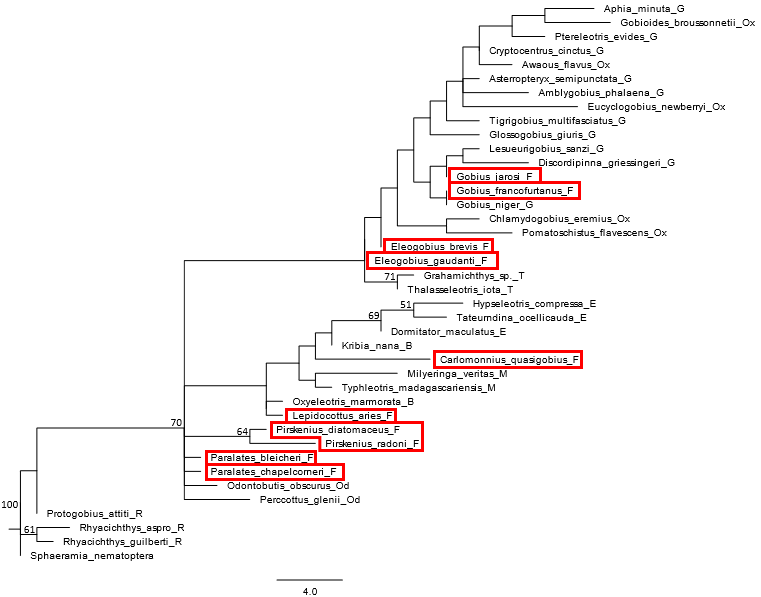 Aphia_minuta_G
Gobioides_broussonnetii_Ox
Ptereleotris_evides_G
Cryptocentrus_cinctus_G
Awaous_flavus_Ox
Asterropteryx_semipunctata_G
Amblygobius_phalaena_G
Eucyclogobius_newberryi_Ox
Tigrigobius_multifasciatus_G
Glossogobius_giuris_G
Lesueurigobius_sanzi_G
Discordipinna_griessingeri_G
Gobius_jarosi_F
Gobius_francofurtanus_F
Gobius_niger_G
Chlamydogobius_eremius_Ox
Pomatoschistus_flavescens_Ox
Eleogobius_brevis_F
Eleogobius_gaudanti_F
71 Grahamichthys_sp._T
Thalasseleotris_iota_T
51 Hypseleotris_compressa_E
69 Tateurndina_ocellicauda_E
Dormitator_maculatus_E
Kribia_nana_B
Carlomonnius_quasigobius_F
Milyeringa_veritas_M
Typhleotris_madagascariensis_M
Oxyeleotris_marmorata_B
Lepidocottus_aries_F
70
64 Pirskenius_diatomaceus_F
Pirskenius_radoni_F
Paralates_bleicheri_F
Paralates_chapelcorneri_F
Odontobutis_obscurus_Od
Perccottus_glenii_Od
100
Protogobius_attiti_R
61 Rhyacichthys_aspro_R
Rhyacichthys_guilberti_R
Sphaeramia_nematoptera
4.0